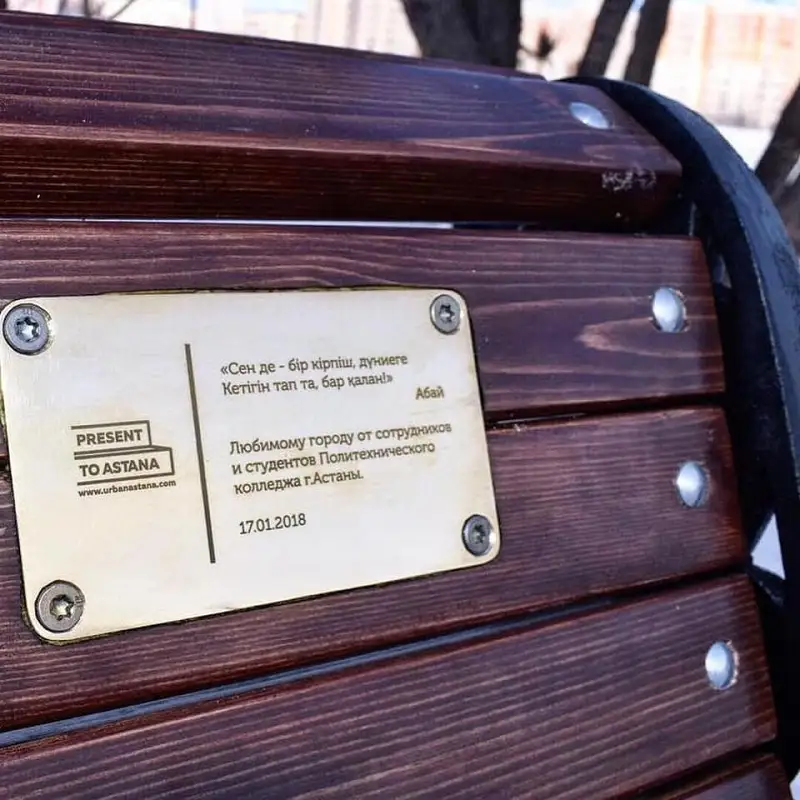 PRESENT
TO ASTANA
www.urbanastana.com
«Сен де - бір кірпіш, дүниеге
Кетігін тап та, бар қалан!»
Абай
Любимому городу от сотрудников
и студентов Политехнического
колледжа г.Астаны.
17.01.2018